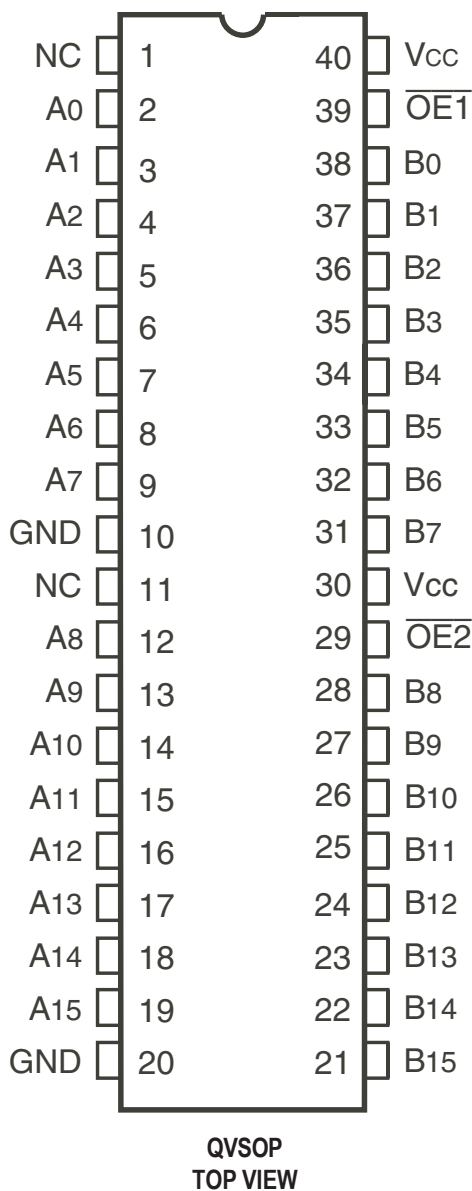 NC 1 40 Vcc
A0 2 39 OE1
A1 3 38 B0
A2 4 37 B1
A3 5 36 B2
A4 6 35 B3
A5 7 34 B4
A6 8 33 B5
A7 9 32 B6
GND 10 31 B7
NC 11 30 Vcc
A8 12 29 OE2
A9 13 28 B8
A10 14 27 B9
A11 15 26 B10
A12 16 25 B11
A13 17 24 B12
A14 18 23 B13
A15 19 22 B14
GND 20 21 B15
QVSOP
TOP VIEW